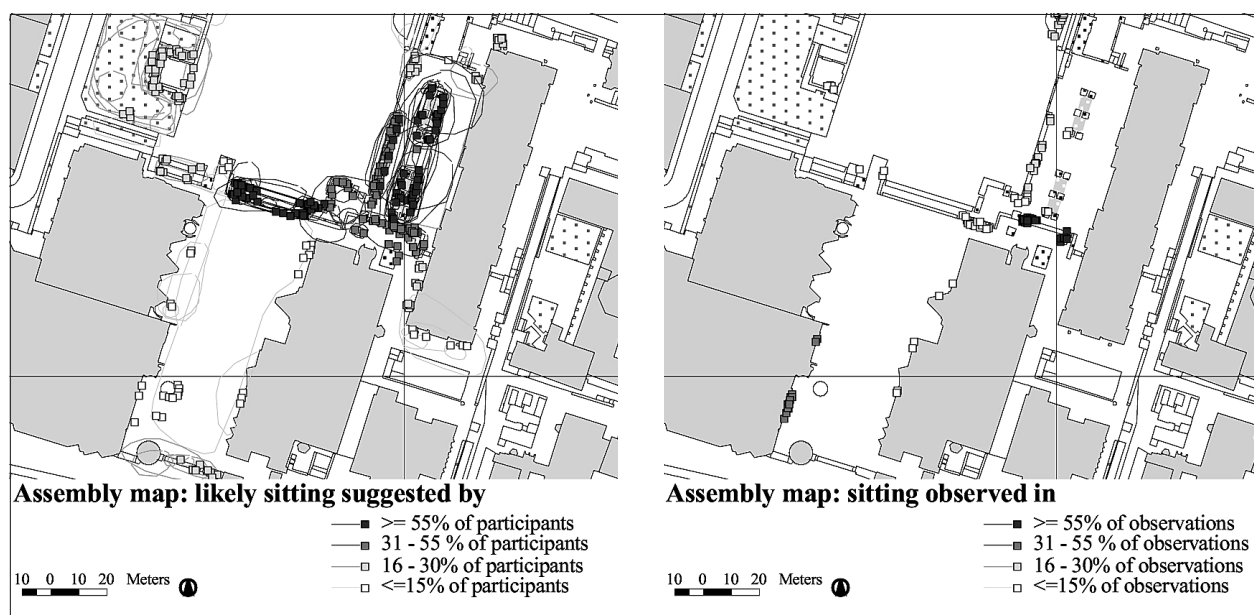 Assembly map: likely sitting suggested by
>= 55% of participants
31 - 55 % of participants
16 - 30% of participants
<=15% of participants
10 0 10 20 Meters
Assembly map: sitting observed in
>= 55% of observations
31 - 55 % of observations
16 - 30% of observations
<=15% of observations
10 0 10 20 Meters